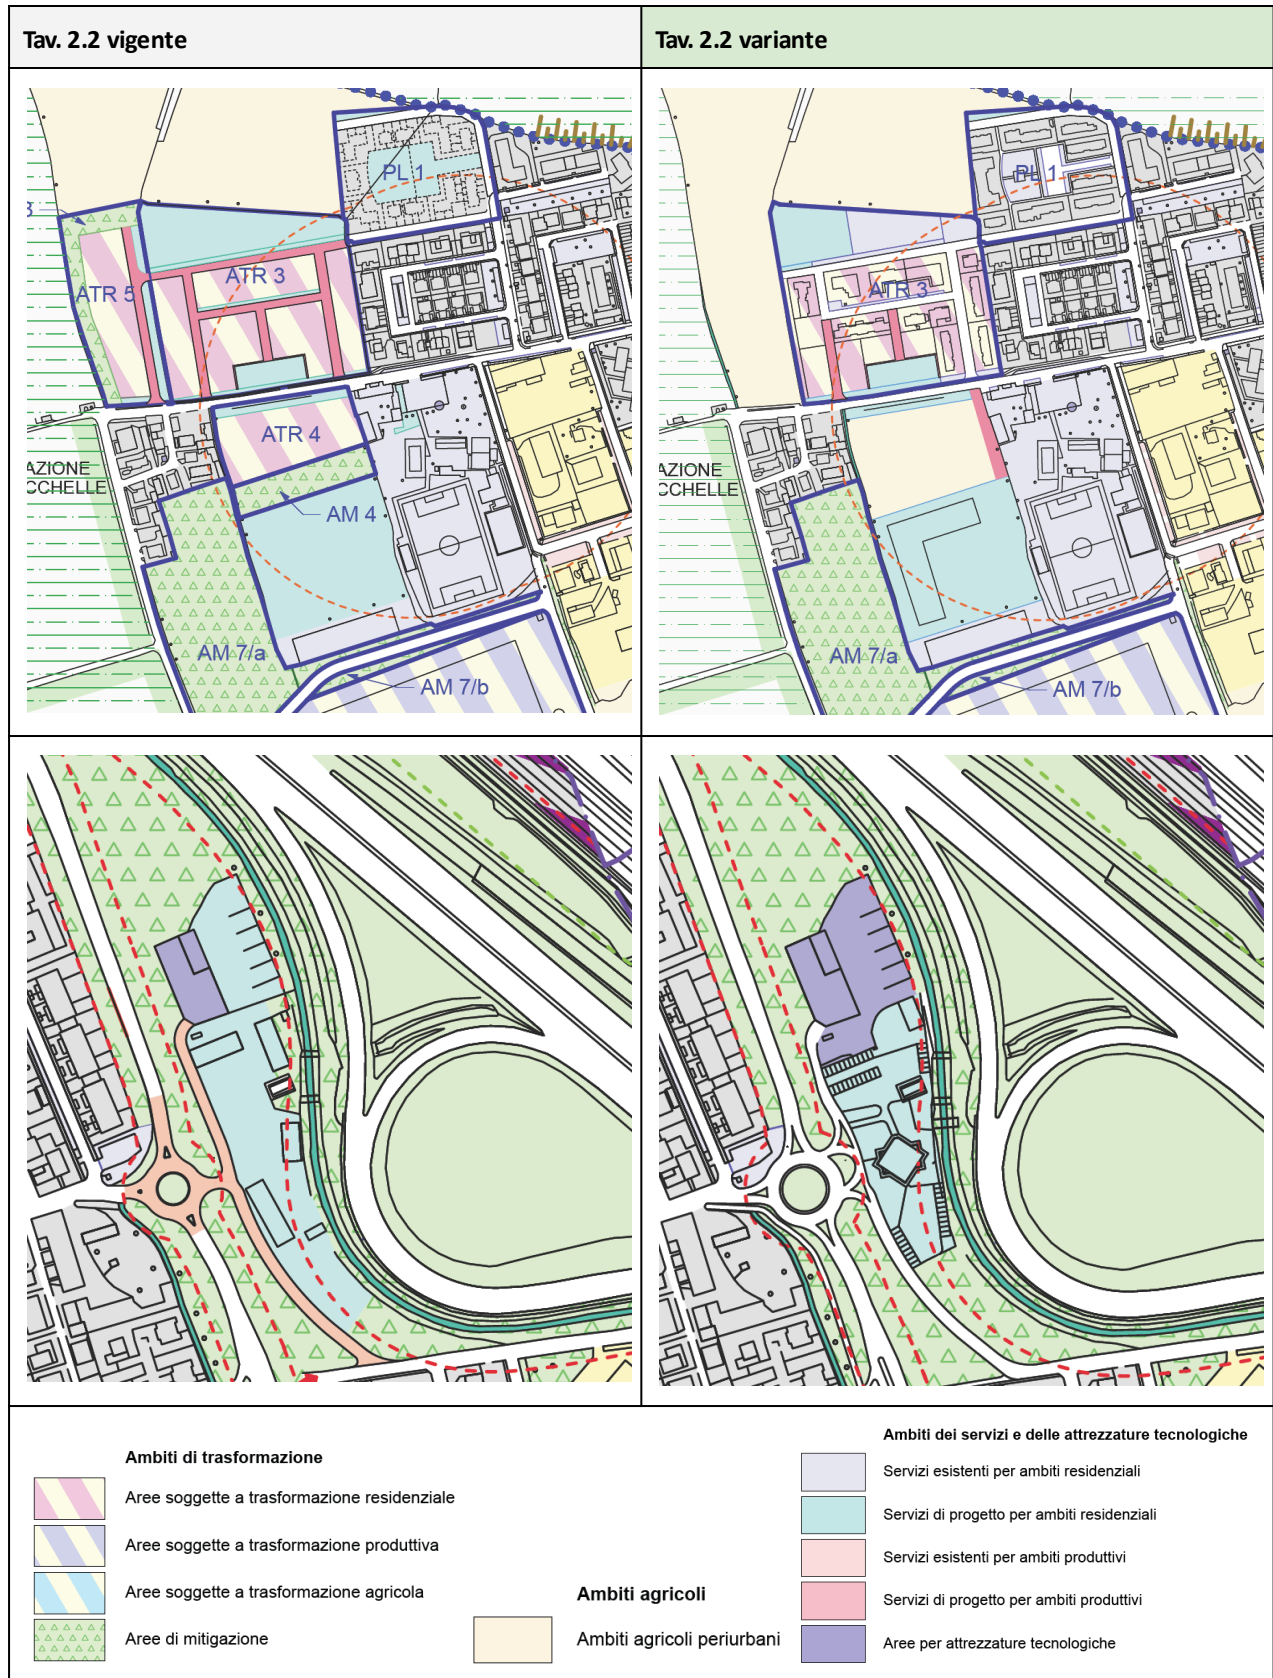 Tav. 2.2 vigente
Tav. 2.2 variante
PL 1
ATR 3
ATR 5
ATR 4
AZIONE
CCHELLE
AM 4
AM 7/a
AM 7/b
PL 1
ATR 3
AZIONE
CCHELLE
AM 7/a
AM 7/b
Ambiti di trasformazione
Aree soggette a trasformazione residenziale
Aree soggette a trasformazione produttiva
Aree soggette a trasformazione agricola
Aree di mitigazione
Ambiti agricoli
Ambiti agricoli periurbani
Ambiti dei servizi e delle attrezzature tecnologiche
Servizi esistenti per ambiti residenziali
Servizi di progetto per ambiti residenziali
Servizi esistenti per ambiti produttivi
Servizi di progetto per ambiti produttivi
Aree per attrezzature tecnologiche